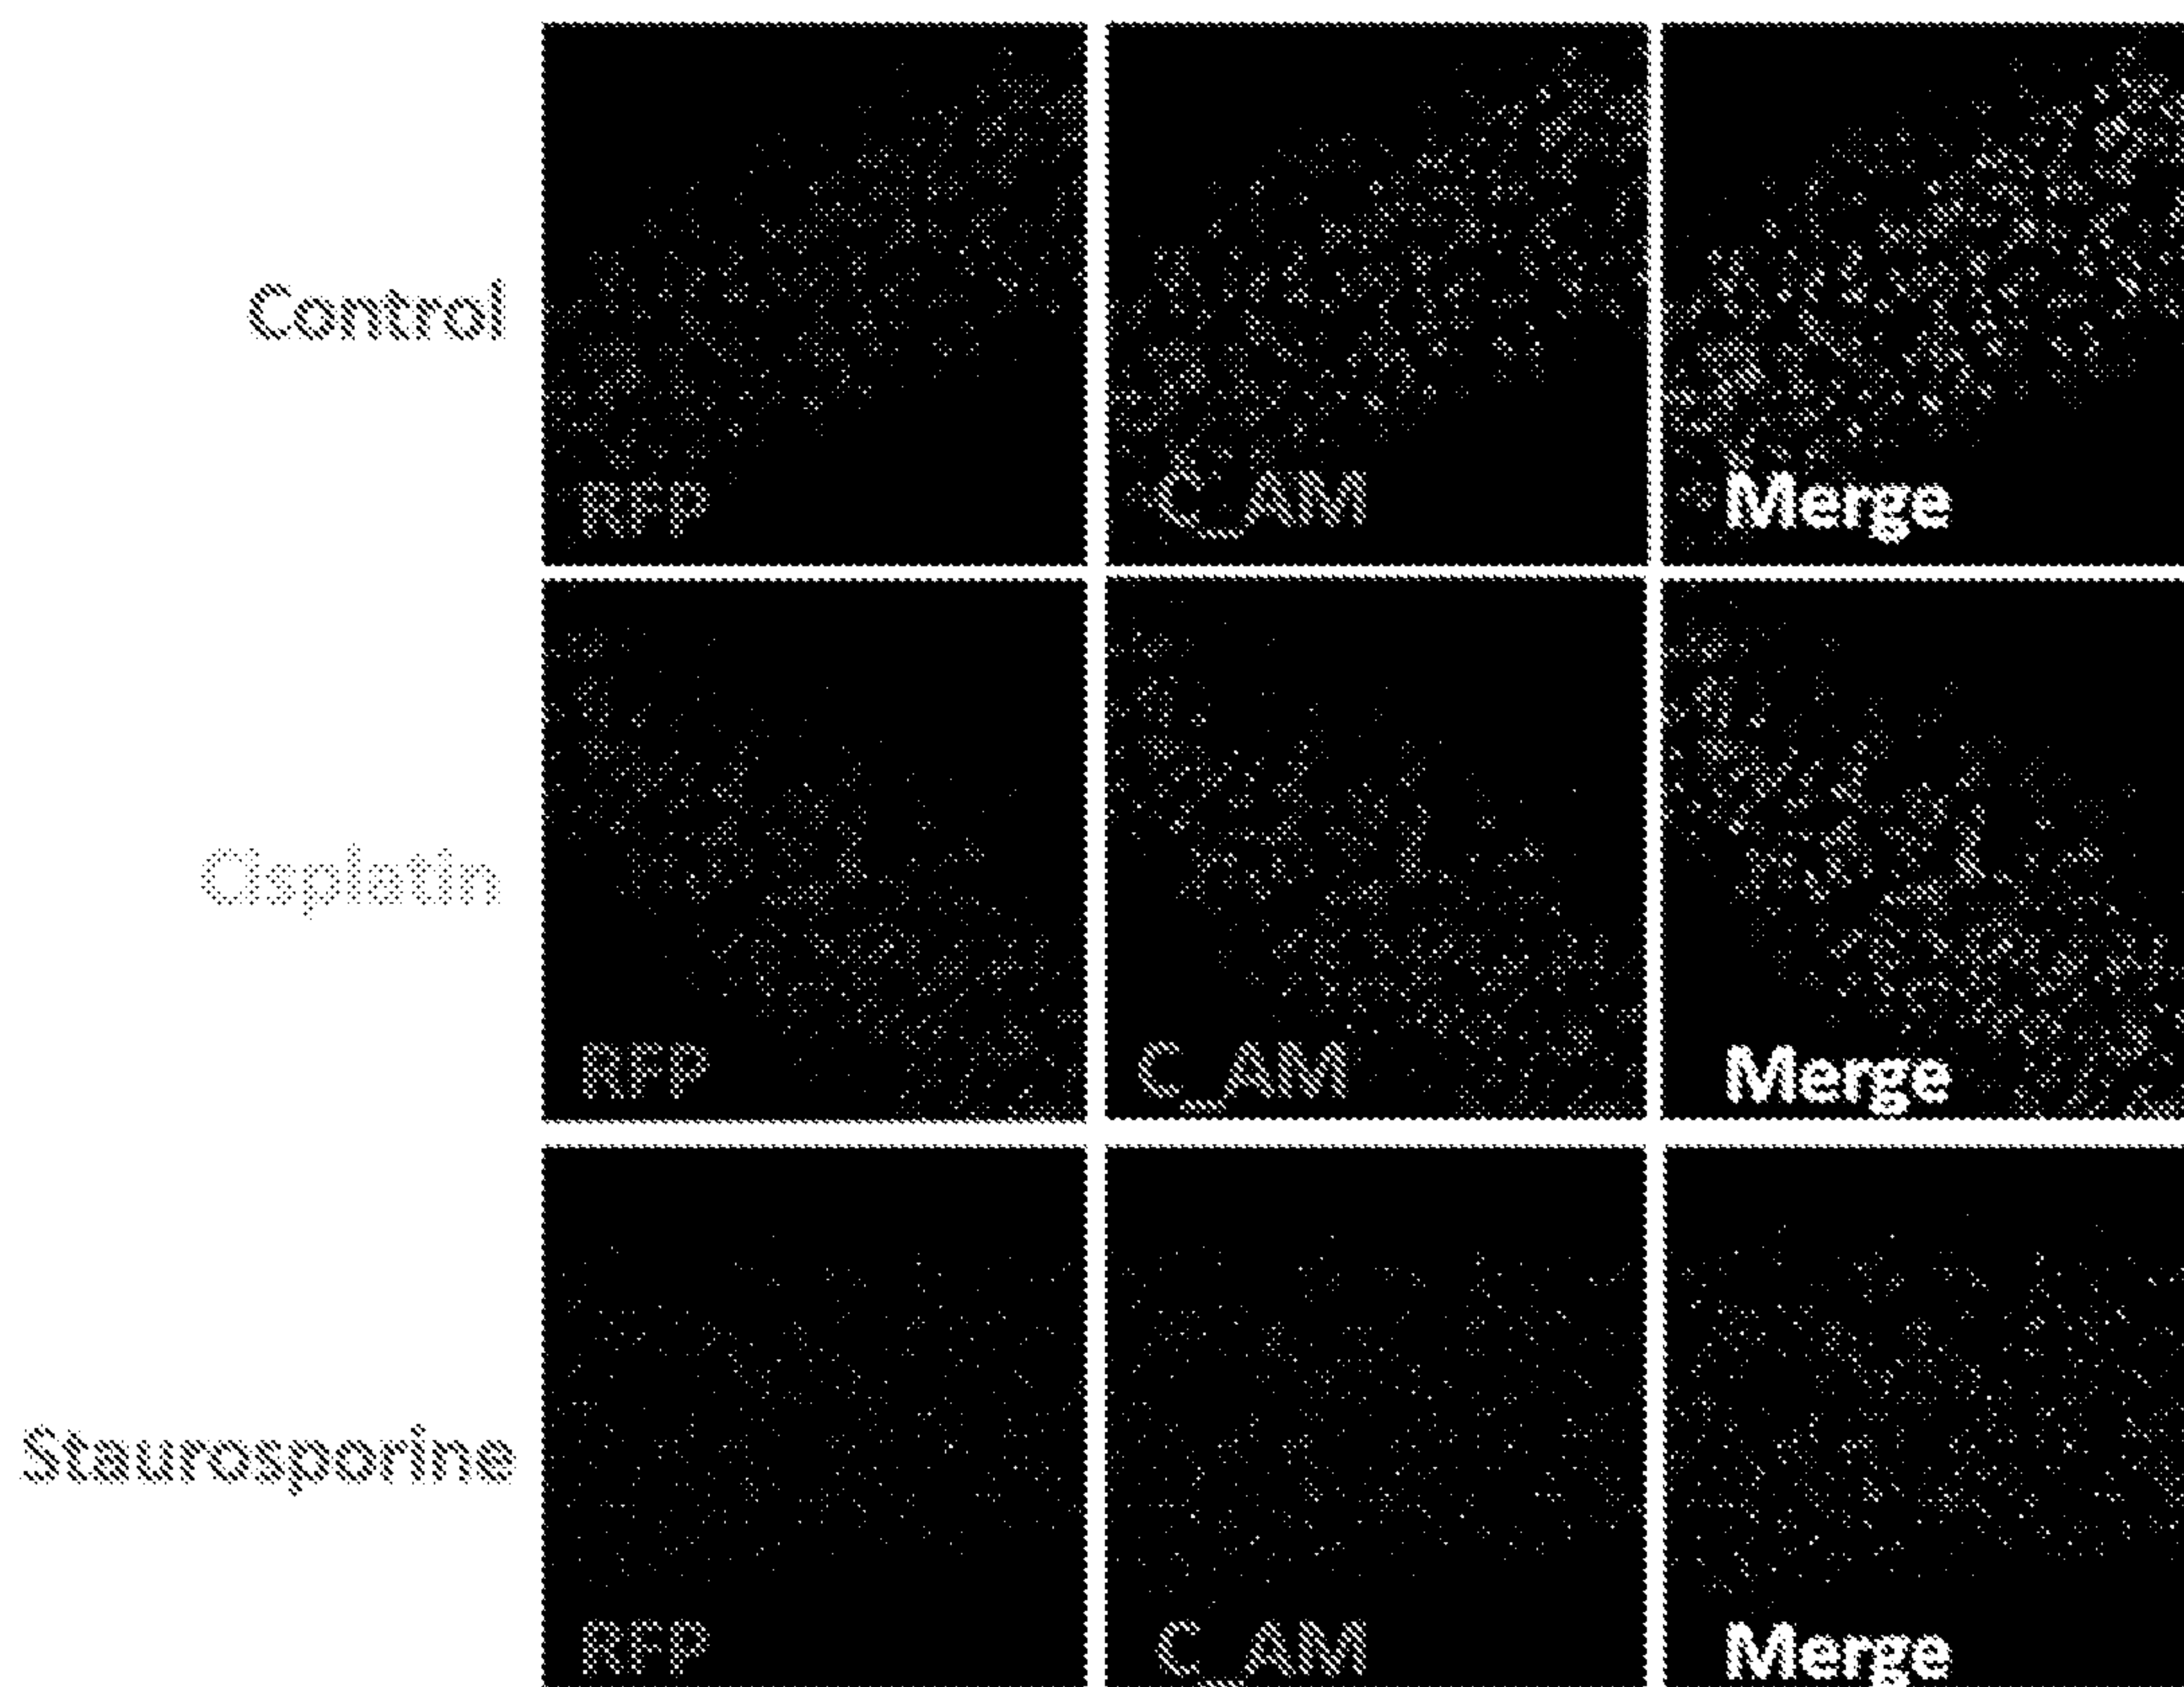 Control
RFP
C_AM
Merge
Cisplatin
RFP
C_AM
Merge
Staurosporine
RFP
C_AM
Merge